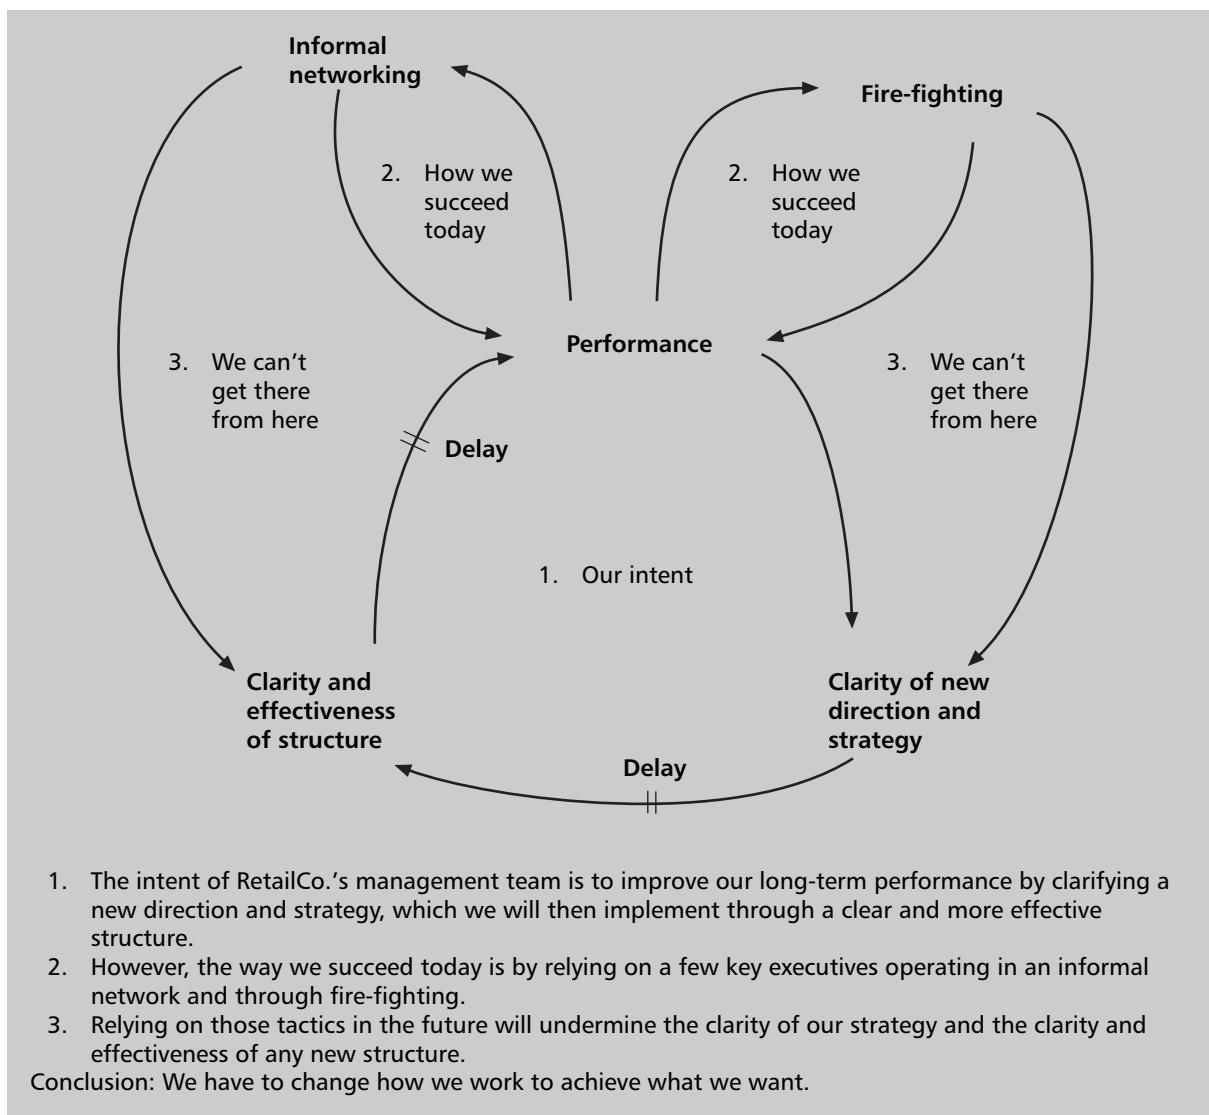 Informal
networking
Fire-fighting
2. How we
succeed
today
2. How we
succeed
today
Performance
3. We can't
get there
from here
3. We can't
get there
from here
Delay
1. Our intent
Clarity and
effectiveness
of structure
Clarity of new
direction and
strategy
Delay
1. The intent of RetailCo.'s management team is to improve our long-term performance by clarifying a
new direction and strategy, which we will then implement through a clear and more effective
structure.
2. However, the way we succeed today is by relying on a few key executives operating in an informal
network and through fire-fighting.
3. Relying on those tactics in the future will undermine the clarity of our strategy and the clarity and
effectiveness of any new structure.
Conclusion: We have to change how we work to achieve what we want.